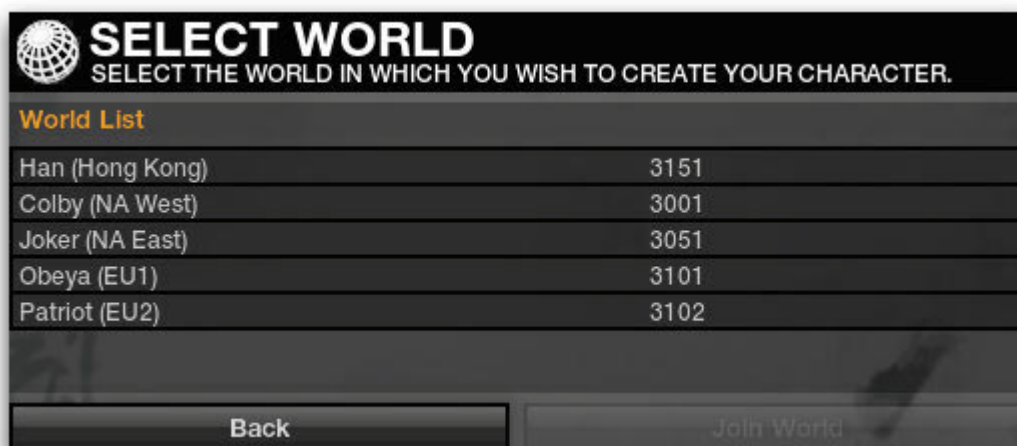 SELECT WORLD
SELECT THE WORLD IN WHICH YOU WISH TO CREATE YOUR CHARACTER.
World List
Han (Hong Kong) 3151
Colby (NA West) 3001
Joker (NA East) 3051
Obeya (EU1) 3101
Patriot (EU2) 3102
Back Join World